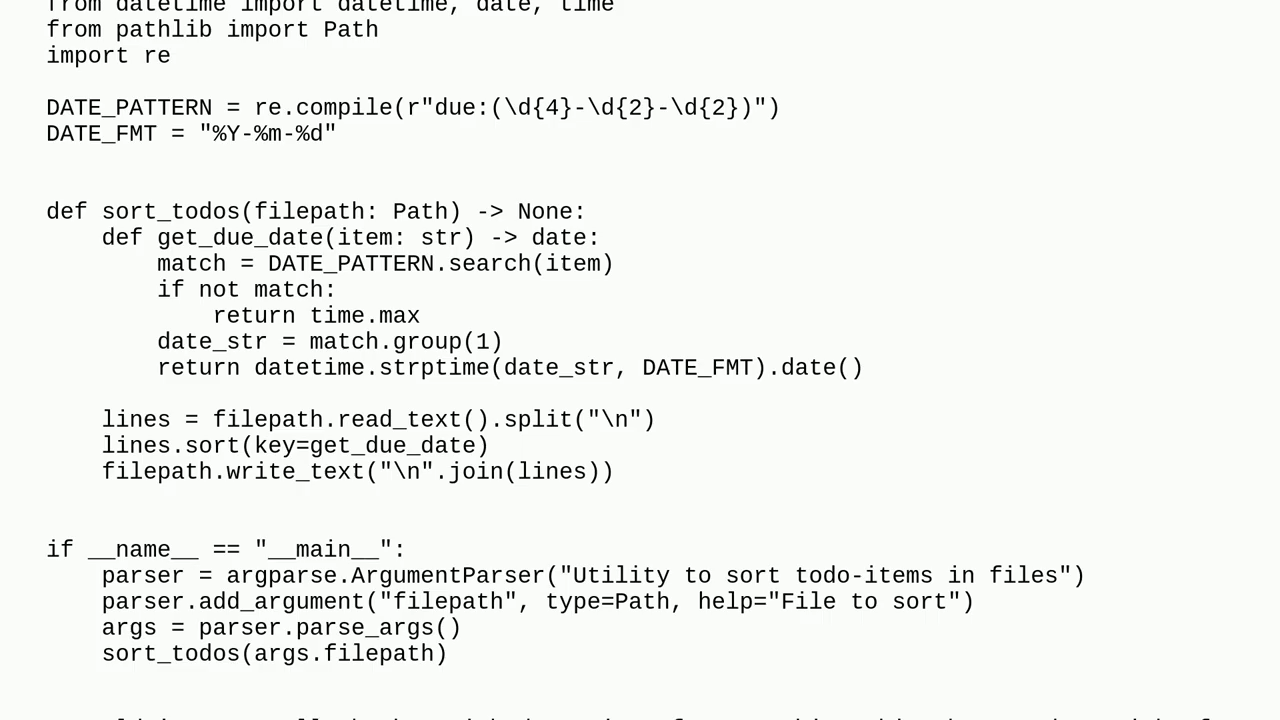 from datetime import datetime, date, time
from pathlib import Path
import re
DATE_PATTERN = re.compile(r"due:(\d{4}-\d{2}-\d{2})")
DATE_FMT = "%Y-%m-%d"
def sort_todos(filepath: Path) -> None:
    def get_due_date(item: str) -> date:
        match = DATE_PATTERN.search(item)
        if not match:
            return time.max
        date_str = match.group(1)
        return datetime.strptime(date_str, DATE_FMT).date()
    lines = filepath.read_text().split("\n")
    lines.sort(key=get_due_date)
    filepath.write_text("\n".join(lines))
if __name__ == "__main__":
    parser = argparse.ArgumentParser("Utility to sort todo-items in files")
    parser.add_argument("filepath", type=Path, help="File to sort")
    args = parser.parse_args()
    sort_todos(args.filepath)